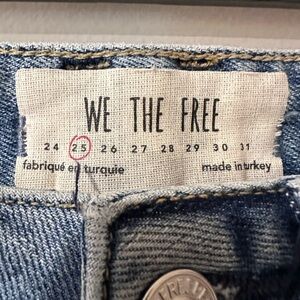 WE THE FREE
24 25 26 27 28 29 30 31
fabriqué en turquie made in turkey